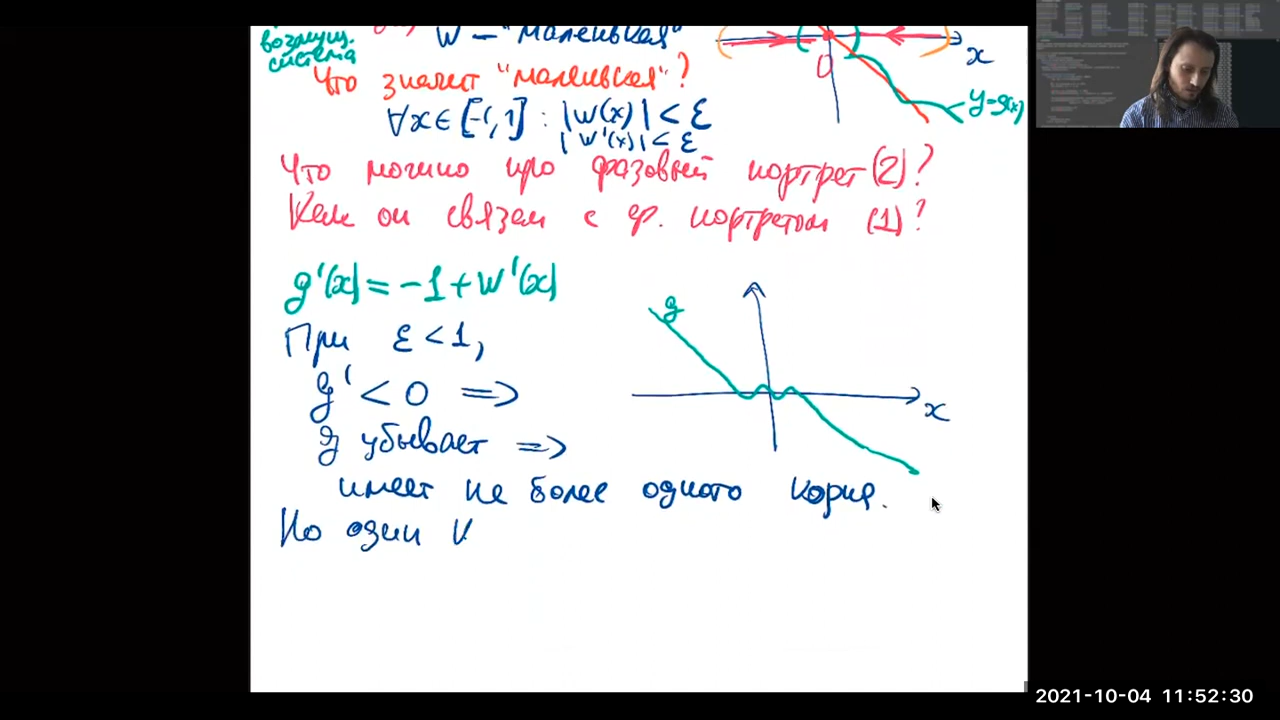 возмущ. W – "маленькая"
система
x
Что значит "маленькая"?
0
y=g(x)
∀x∈[-1,1] : |W(x)| < ε
|W'(x)| < ε
Что можно про фазовый портрет (2)?
Как он связан с ф. портретом (1)?
g'(x) = -1 + W'(x)
g
При ε < 1,
g' < 0 =>
x
g убывает =>
имеет не более одного корня.
Но один к
2021-10-04 11:52:30